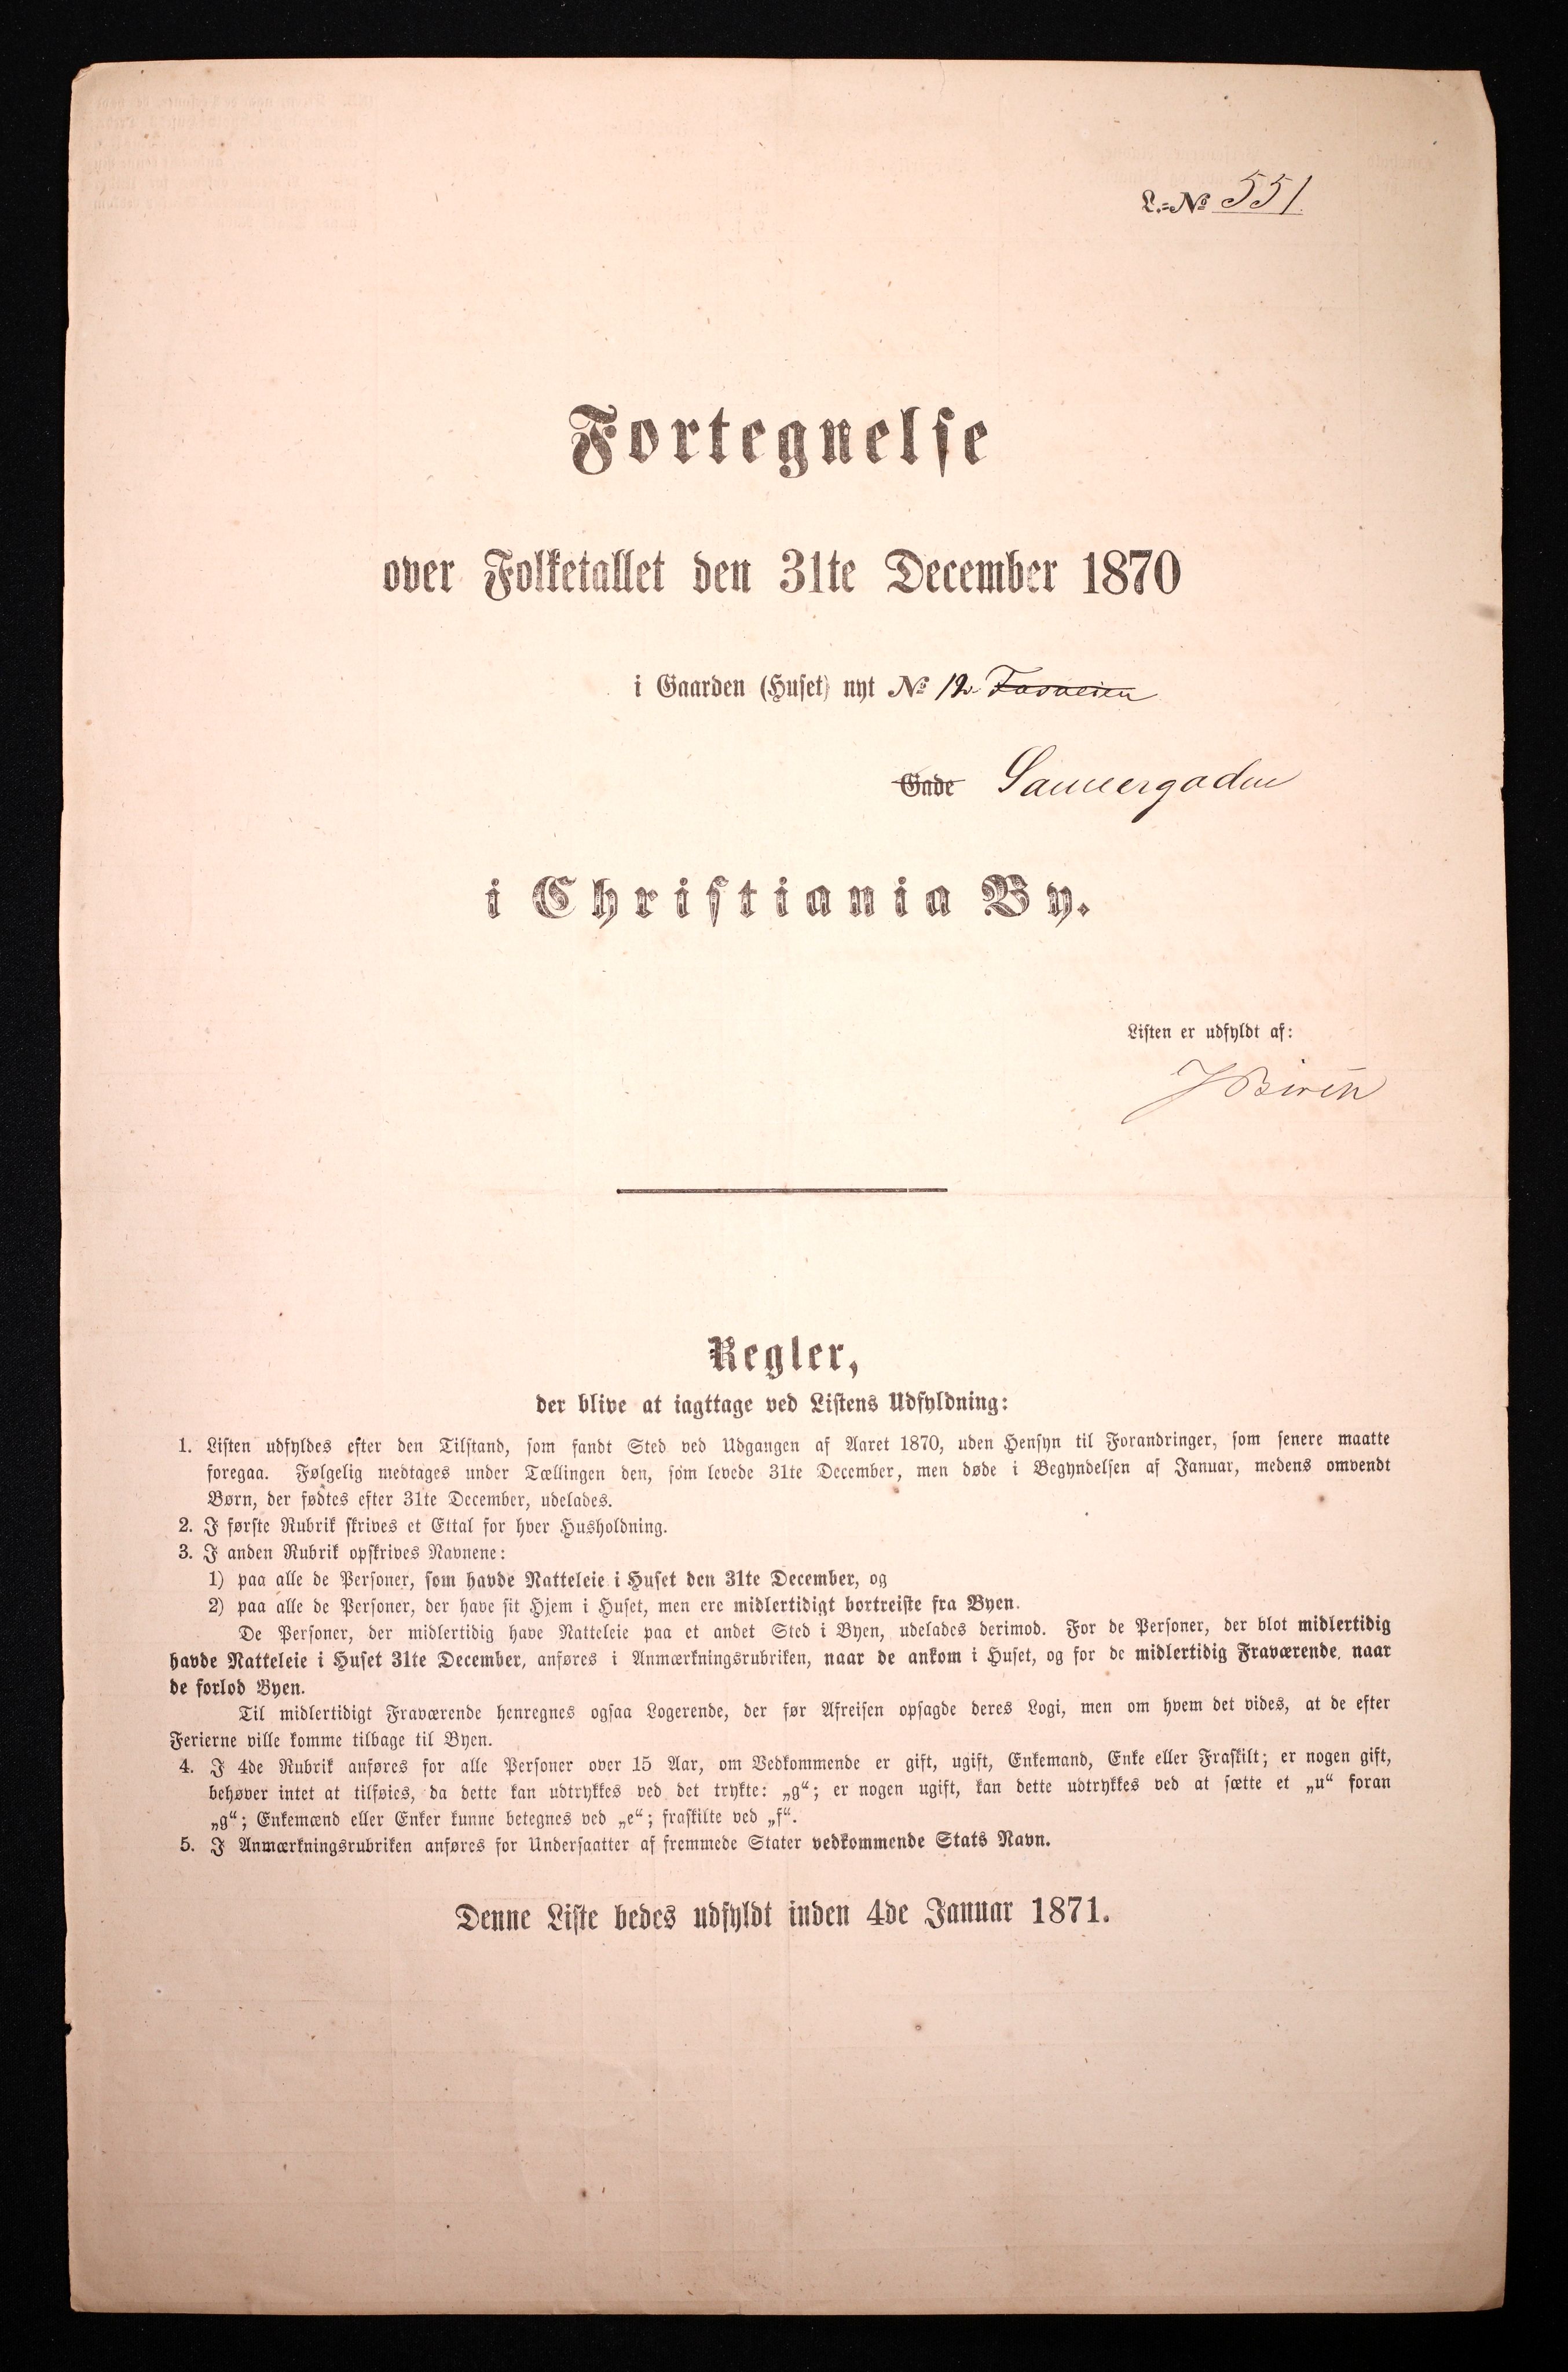 L.=No 551.
Fortegnelse
over Folketallet den 31te December 1870
i Gaarden (Huset) nyt No 12
Gade Sannergaden
i Christiania By.
Listen er udfyldt af:
Regler,
der blive at iagttage ved Listens Udfyldning:
1. Listen udfyldes efter den Tilstand, som fandt Sted ved Udgangen af Aaret 1870, uden Hensyn til Forandringer, som senere maatte
foregaa. Følgelig medtages under Tællingen den, som levede 31te December, men døde i Begyndelsen af Januar, medens omvendt
Børn, der fødtes efter 31te December, udelades.
2. I første Rubrik skrives et Ettal for hver Husholdning.
3. I anden Rubrik opskrives Navnene:
1) paa alle de Personer, som havde Natteleie i Huset den 31te December, og
2) paa alle de Personer, der have sit Hjem i Huset, men ere midlertidigt bortreiste fra Byen.
De Personer, der midlertidig have Natteleie paa et andet Sted i Byen, udelades derimod. For de Personer, der blot midlertidig
havde Natteleie i Huset 31te December, anføres i Anmærkningsrubriken, naar de ankom i Huset, og for de midlertidig Fraværende, naar
de forlod Byen.
Til midlertidigt Fraværende henregnes ogsaa Logerende, der før Afreisen opsagde deres Logi, men om hvem det vides, at de efter
Ferierne ville komme tilbage til Byen.
4. I 4de Rubrik anføres for alle Personer over 15 Aar, om Vedkommende er gift, ugift, Enkemand, Enke eller Fraskilt; er nogen gift,
behøver intet at tilføies, da dette kan udtrykkes ved det trykte: „g“; er nogen ugift, kan dette udtrykkes ved at sætte et „u“ foran
„g“; Enkemænd eller Enker kunne betegnes ved „e“; fraskilte ved „f“.
5. I Anmærkningsrubriken anføres for Undersaatter af fremmede Stater vedkommende Stats Navn.
Denne Liste bedes udfyldt inden 4de Januar 1871.